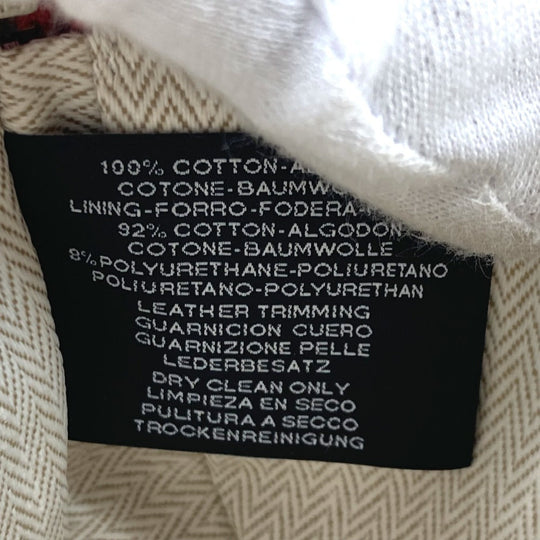 100% COTTON-
COTONE-BAUMWO
LINING-FORRO-FODERA-
92% COTTON-ALGODON-
COTONE-BAUMWOLLE
8% POLYURETHANE-POLIURETANO
POLIURETANO-POLYURETHAN
LEATHER TRIMMING
GUARNICION CUERO
GUARNIZIONE PELLE
LEDERBESATZ
DRY CLEAN ONLY
LIMPIEZA EN SECO
PULITURA A SECCO
TROCKENREINIGUNG